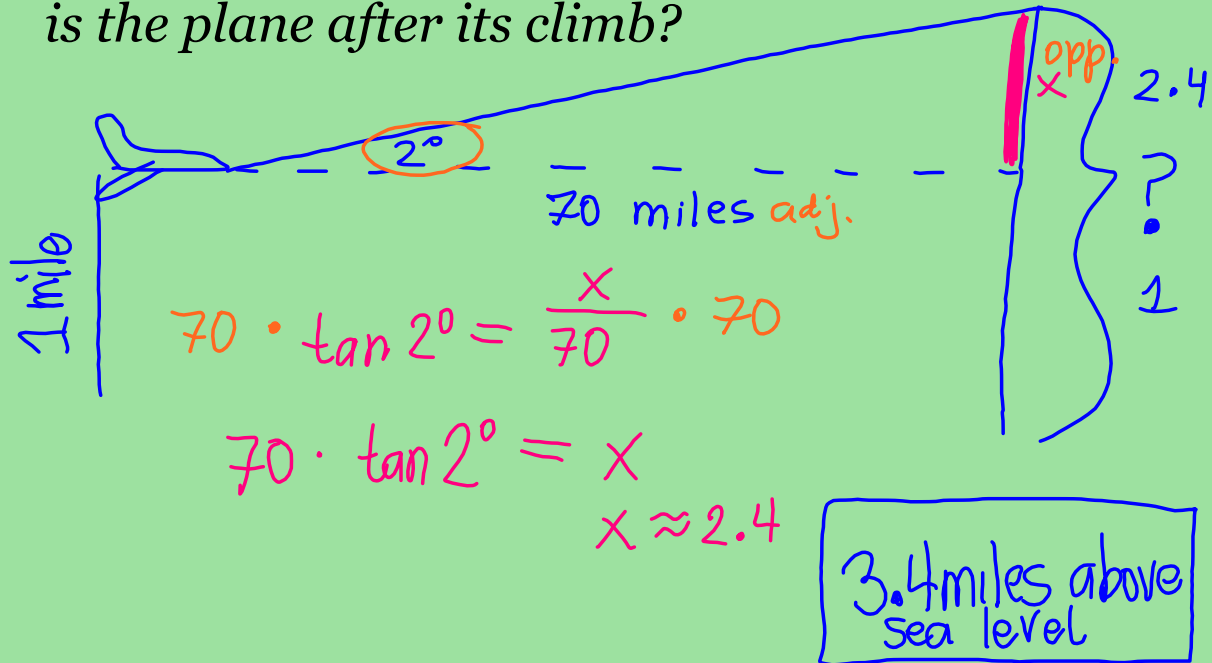 is the plane after its climb?
opp.
x
2.4
2°
?
70 miles adj.
1
1 mile
70 · tan 2° = x/70 · 70
70 · tan 2° = x
x ≈ 2.4
3.4 miles above
sea level